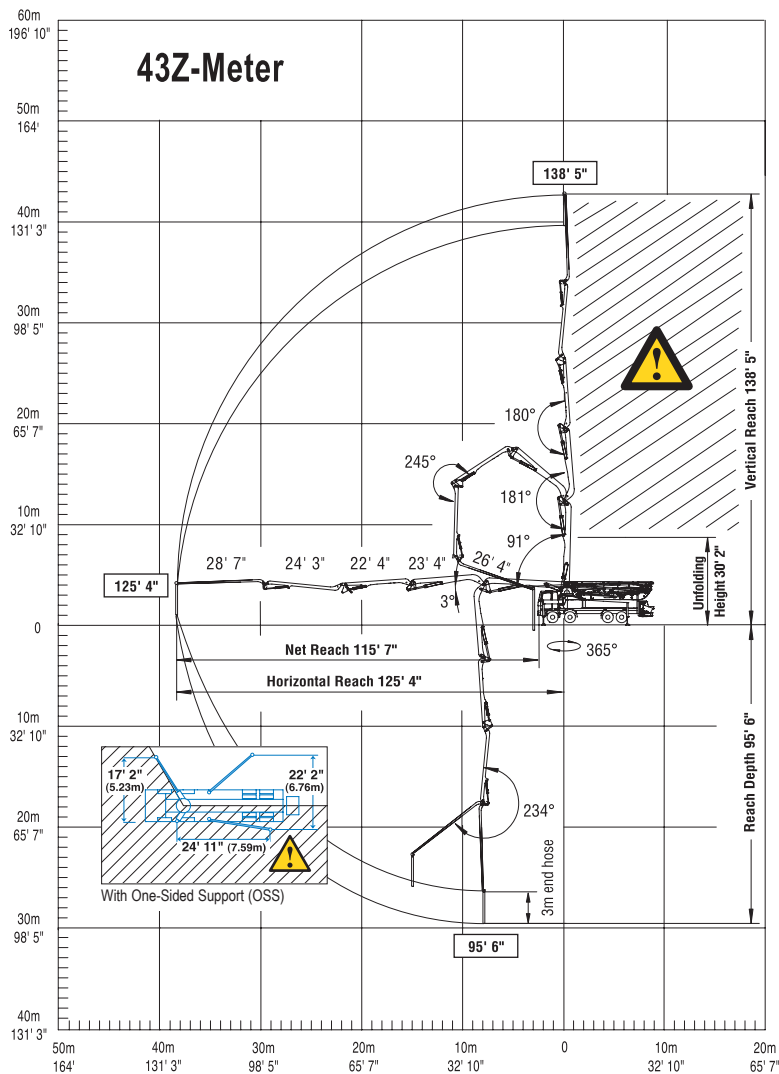 43Z-Meter
60m
196' 10"
50m
164'
40m
131' 3"
30m
98' 5"
20m
65' 7"
10m
32' 10"
0
10m
32' 10"
20m
65' 7"
30m
98' 5"
40m
131' 3"
138' 5"
180°
245°
181°
91°
28' 7"
24' 3"
22' 4"
23' 4"
26' 4"
125' 4"
3°
Vertical Reach 138' 5"
Unfolding
Height 30' 2"
Net Reach 115' 7"
365°
Horizontal Reach 125' 4"
Reach Depth 95' 6"
17' 2"
(5.23m)
22' 2"
(6.76m)
24' 11" (7.59m)
With One-Sided Support (OSS)
234°
3m end hose
95' 6"
50m
164'
40m
131' 3"
30m
98' 5"
20m
65' 7"
10m
32' 10"
0
10m
32' 10"
20m
65' 7"